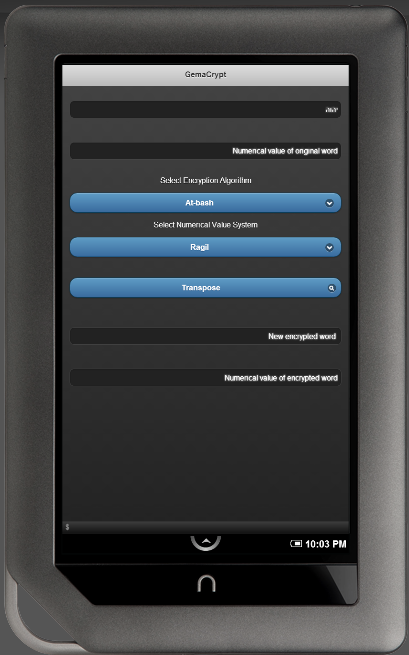 GemaCrypt
Numerical value of original word
Select Encryption Algorithm
At-bash
Select Numerical Value System
Ragil
Transpose
New encrypted word
Numerical value of encrypted word
$
10:03 PM